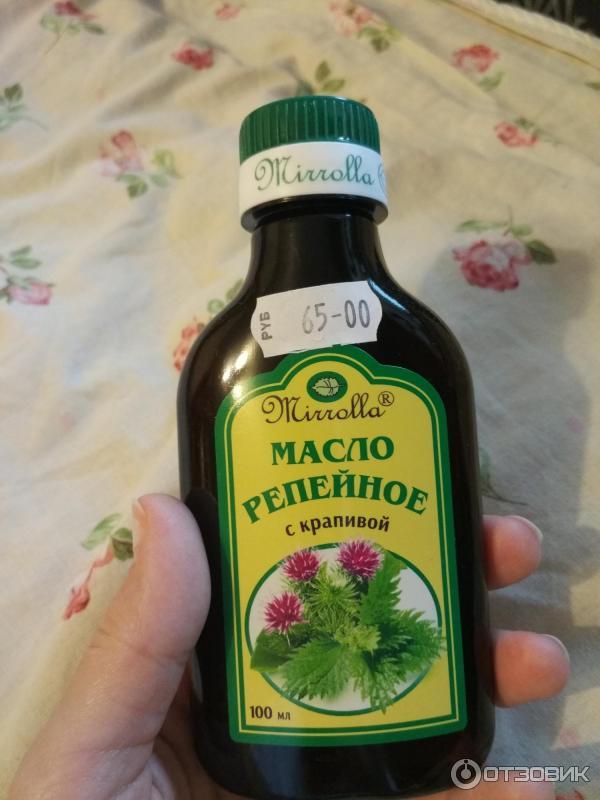 Mirrolla
РУБ 65-00
Mirrolla®
МАСЛО
РЕПЕЙНОЕ
с крапивой
100 мл
ОТЗОВИК